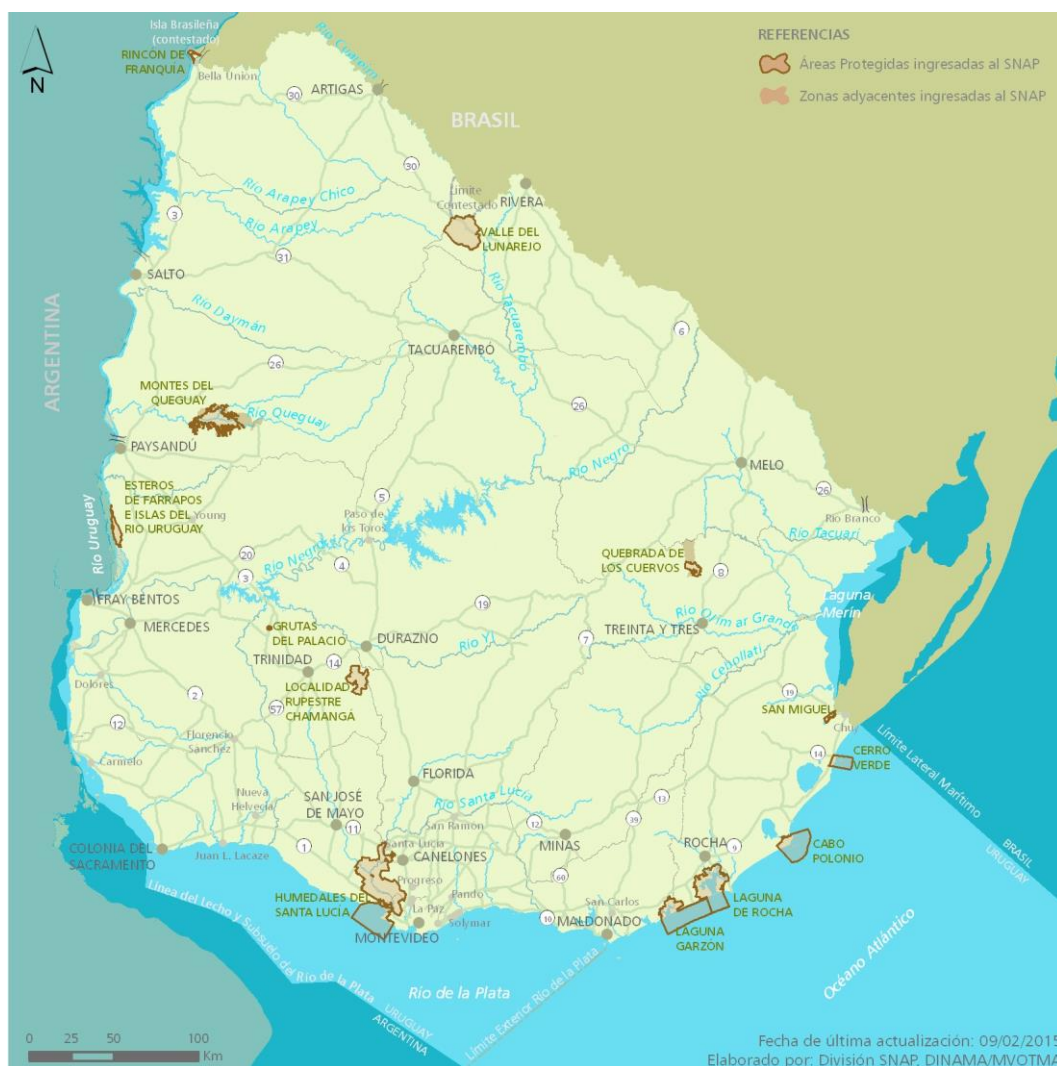 Isla Brasileña
(contestado)
RINCÓN DE
FRANQUÍA
Bella Union
Río Cuareim
N
ARTIGAS
30
BRASIL
REFERENCIAS
Áreas Protegidas ingresadas al SNAP
Zonas adyacentes ingresadas al SNAP
30
Límite
Contestado
RIVERA
Río Arapey Chico
3
Río Arapey
VALLE DEL
LUNAREJO
31
SALTO
Río Daymán
Río Tacuarembó
ARGENTINA
TACUAREMBÓ
6
26
MONTES DEL
QUEGUAY
Río Queguay
26
PAYSANDÚ
Río Negro
MELO
ESTEROS
DE FARRAPOS
E ISLAS DEL
RIO URUGUAY
Young
5
Paso de
los Toros
26
Rio Branco
Río Uruguay
Río Tacuarí
20
Río Negro
3
4
QUEBRADA DE
LOS CUERVOS
8
FRAY BENTOS
19
Laguna
Merín
MERCEDES
GRUTAS
DEL PALACIO
DURAZNO
Río Yí
7
TREINTA Y TRES
Río Olimar Grande
TRINIDAD
14
Río Cebollatí
Dolores
2
LOCALIDAD
RUPESTRE
CHAMANGÁ
57
19
SAN MIGUEL
Chuy
12
Florencio
Sánchez
14
CERRO
VERDE
Límite Lateral Marítimo
BRASIL
URUGUAY
Carmelo
FLORIDA
Nueva
Helvecia
SAN JOSÉ
DE MAYO
Río Santa Lucía
13
11
San Ramon
12
39
1
Santa Lucia
MINAS
ROCHA
9
CABO
POLONIO
COLONIA DEL
SACRAMENTO
Juan L. Lacaze
CANELONES
60
Progreso
HUMEDALES DEL
SANTA LUCIA
Pando
San Carlos
LAGUNA
DE ROCHA
La Paz
Solymar
10
MALDONADO
LAGUNA
GARZÓN
MONTEVIDEO
Línea del Lecho y Subsuelo del Río de la Plata
URUGUAY
ARGENTINA
Río de la Plata
Límite Exterior Río de la Plata
Océano Atlántico
0 25 50 100
Km
Fecha de última actualización: 09/02/2015
Elaborado por: División SNAP, DINAMA/MVOTMA